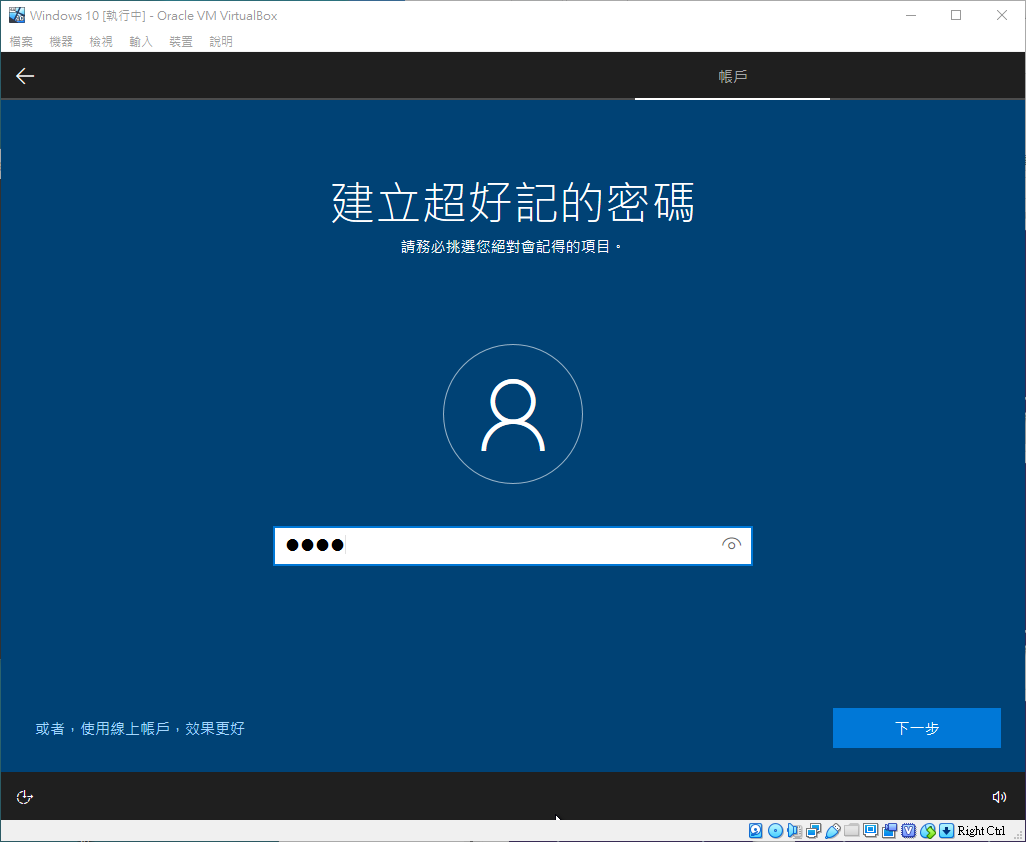 Windows 10 [執行中] - Oracle VM VirtualBox
檔案 機器 檢視 輸入 裝置 說明
帳戶
建立超好記的密碼
請務必挑選您絕對會記得的項目。
或者，使用線上帳戶，效果更好
下一步
Right Ctrl